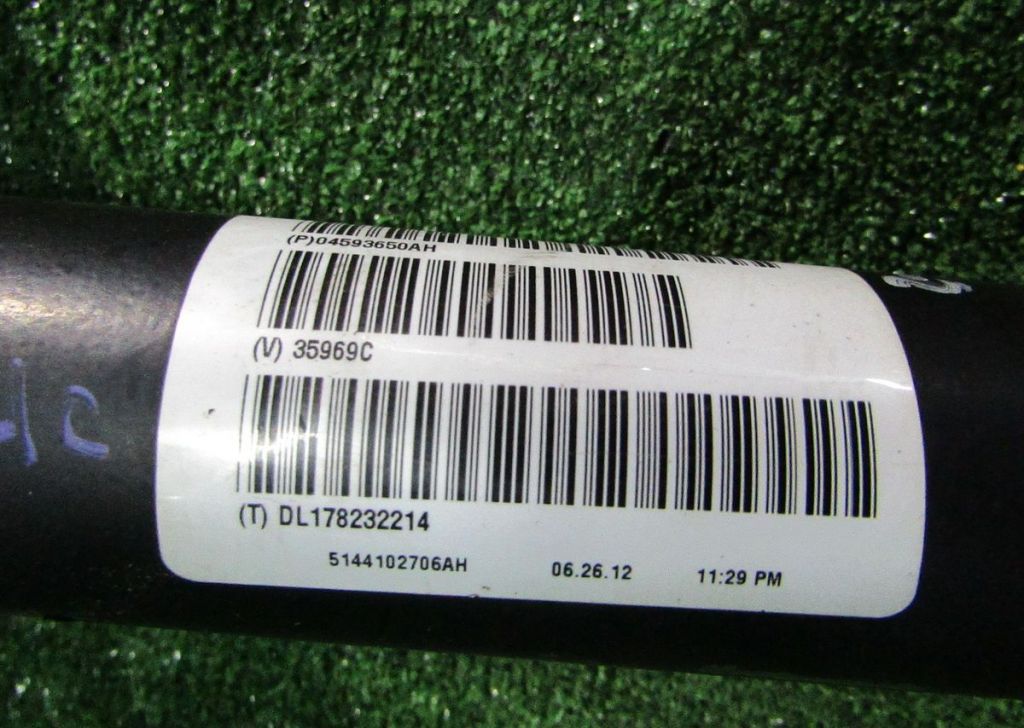 (P)04593650AH
(V) 35969C
(T) DL178232214
5144102706AH 06.26.12 11:29 PM